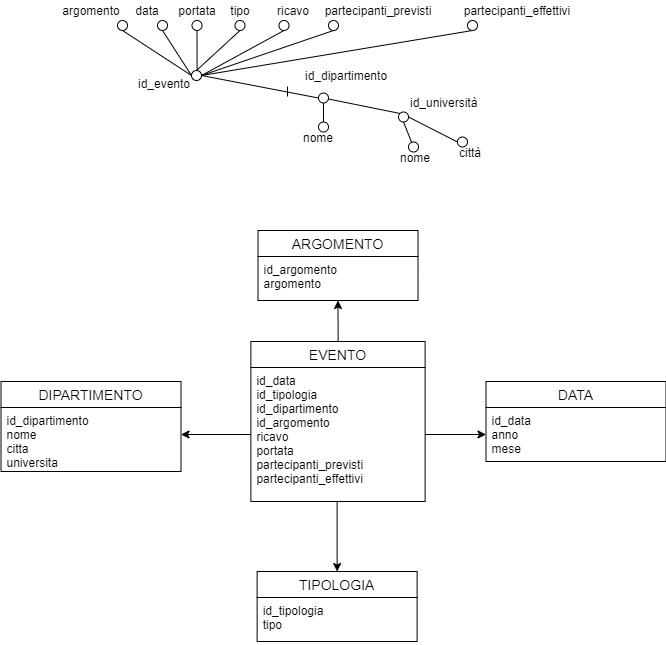 argomento data portata tipo ricavo partecipanti_previsti partecipanti_effettivi
id_evento
id_dipartimento
id_università
nome
nome
città
ARGOMENTO
id_argomento
argomento
EVENTO
id_data
id_tipologia
id_dipartimento
id_argomento
ricavo
portata
partecipanti_previsti
partecipanti_effettivi
DIPARTIMENTO
id_dipartimento
nome
citta
universita
DATA
id_data
anno
mese
TIPOLOGIA
id_tipologia
tipo